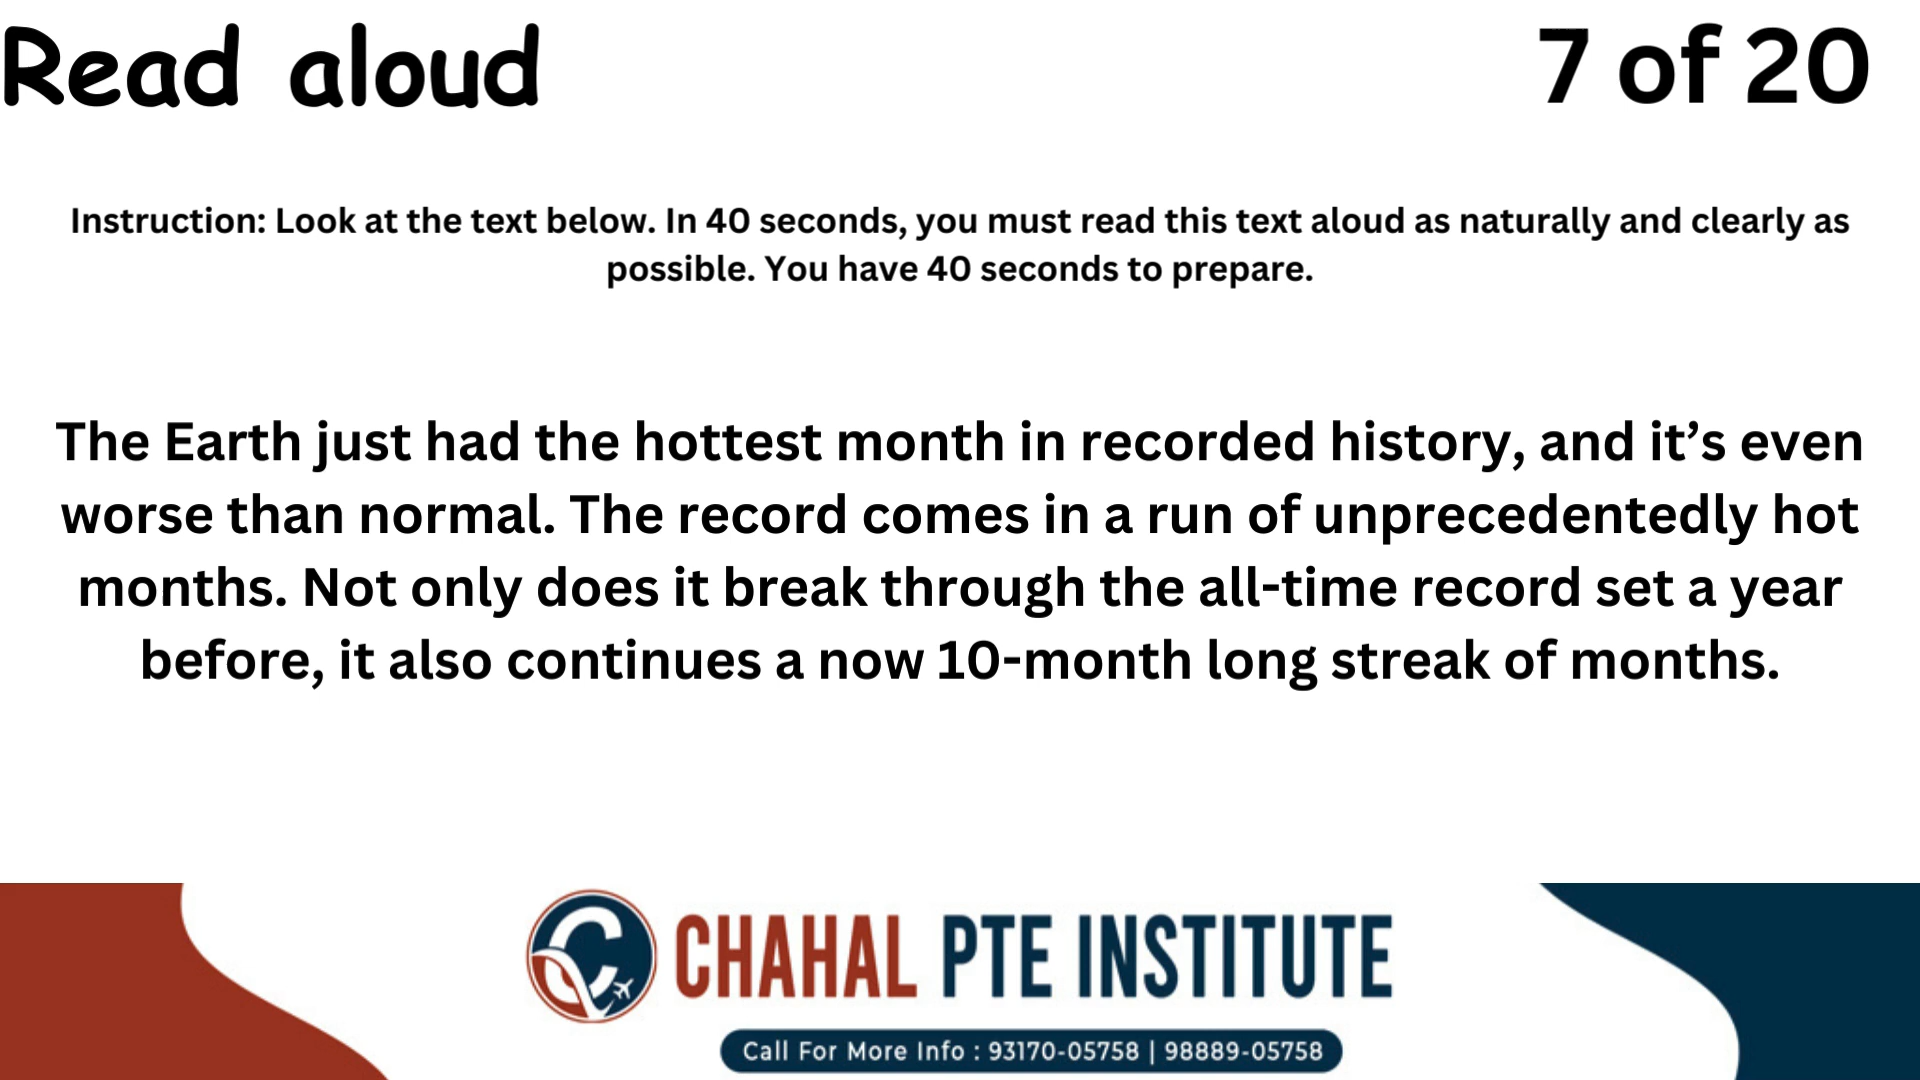 Read aloud
7 of 20
Instruction: Look at the text below. In 40 seconds, you must read this text aloud as naturally and clearly as
possible. You have 40 seconds to prepare.
The Earth just had the hottest month in recorded history, and it’s even
worse than normal. The record comes in a run of unprecedentedly hot
months. Not only does it break through the all-time record set a year
before, it also continues a now 10-month long streak of months.
CHAHAL PTE INSTITUTE
Call For More Info : 93170-05758 | 98889-05758